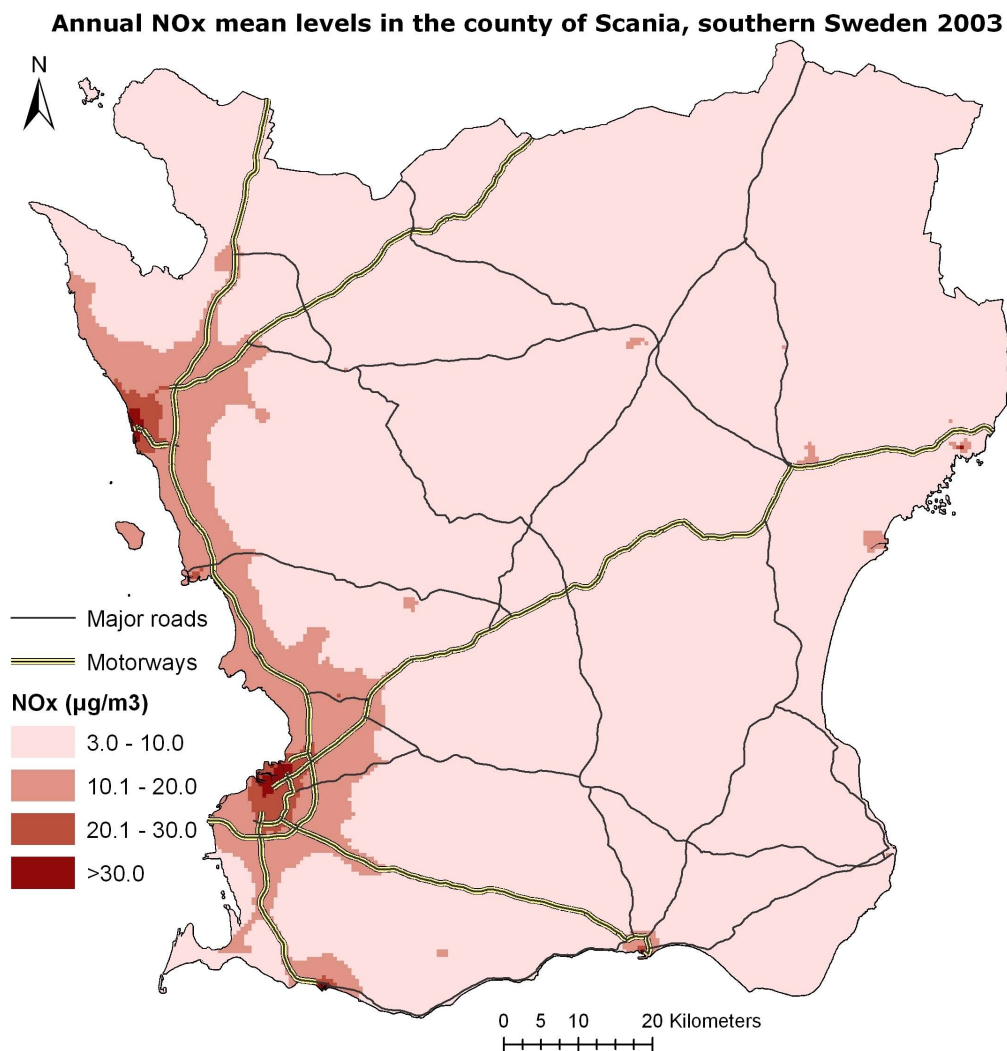 Annual NOx mean levels in the county of Scania, southern Sweden 2003
N
Major roads
Motorways
NOx (µg/m3)
3.0 - 10.0
10.1 - 20.0
20.1 - 30.0
>30.0
0 5 10 20 Kilometers